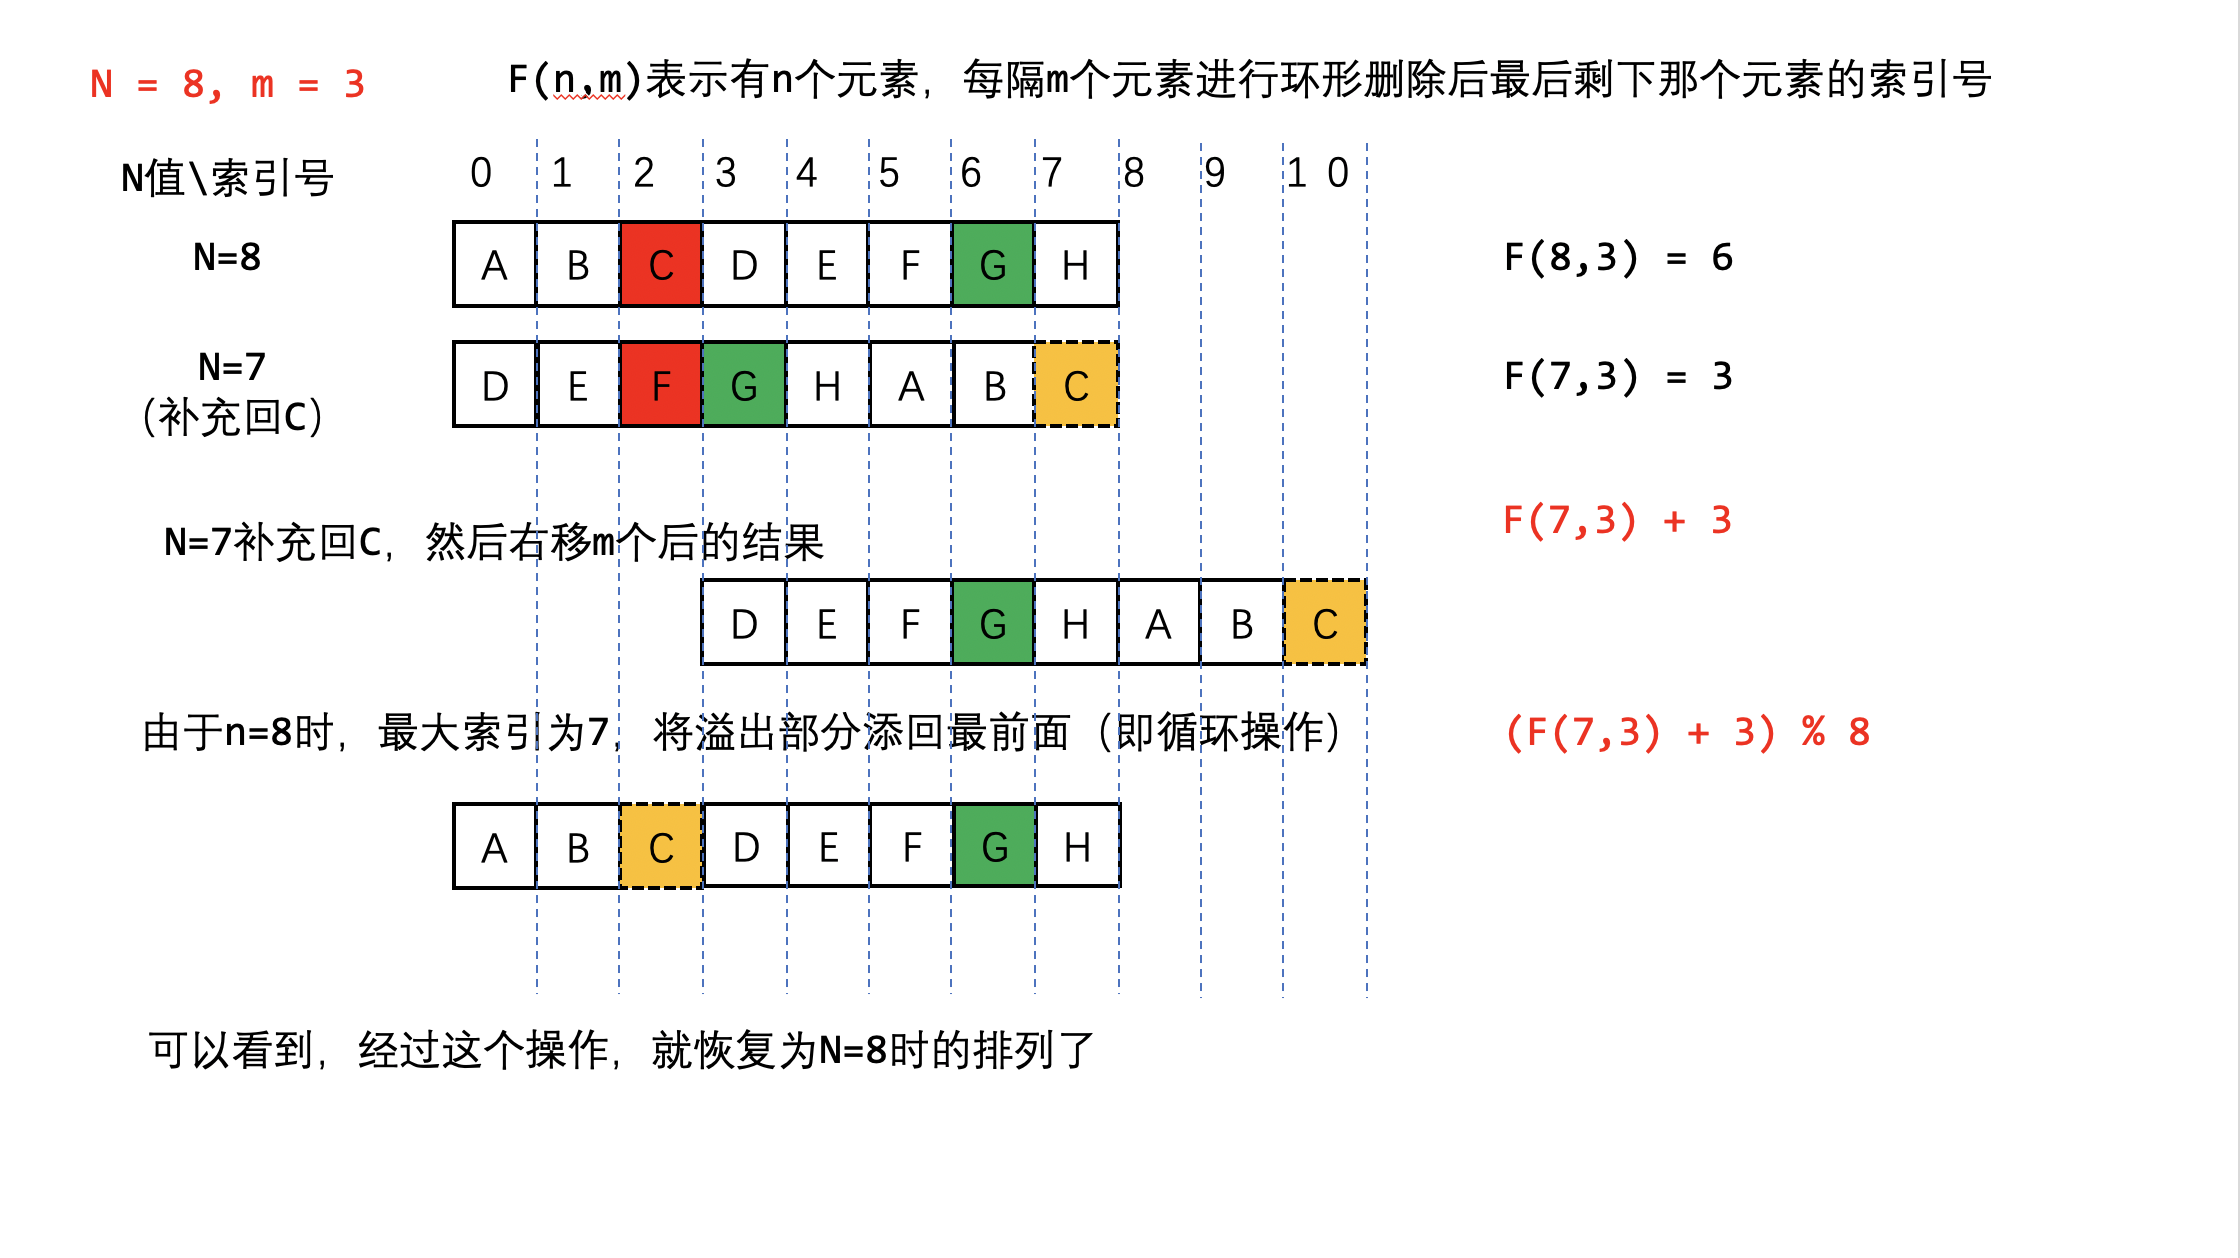 N = 8, m = 3
F(n,m)表示有n个元素，每隔m个元素进行环形删除后最后剩下那个元素的索引号
N值\索引号 0 1 2 3 4 5 6 7 8 9 10
N=8 A B C D E F G H F(8,3) = 6
N=7
（补充回C） D E F G H A B C F(7,3) = 3
N=7补充回C，然后右移m个后的结果 F(7,3) + 3
D E F G H A B C
由于n=8时，最大索引为7，将溢出部分添回最前面（即循环操作） (F(7,3) + 3) % 8
A B C D E F G H
可以看到，经过这个操作，就恢复为N=8时的排列了